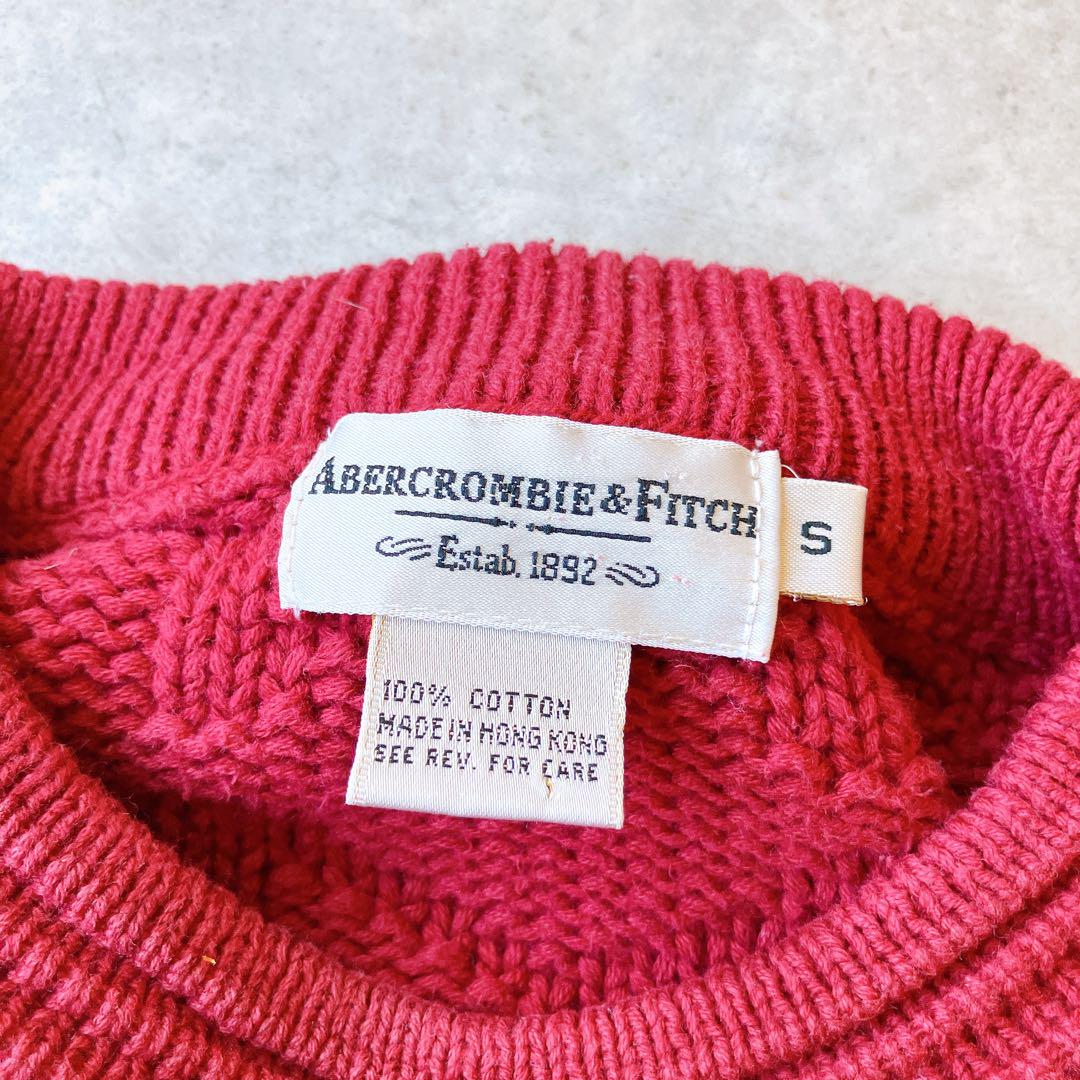 ABERCROMBIE & FITCH
Estab. 1892
S
100% COTTON
MADE IN HONG KONG
SEE REV. FOR CARE